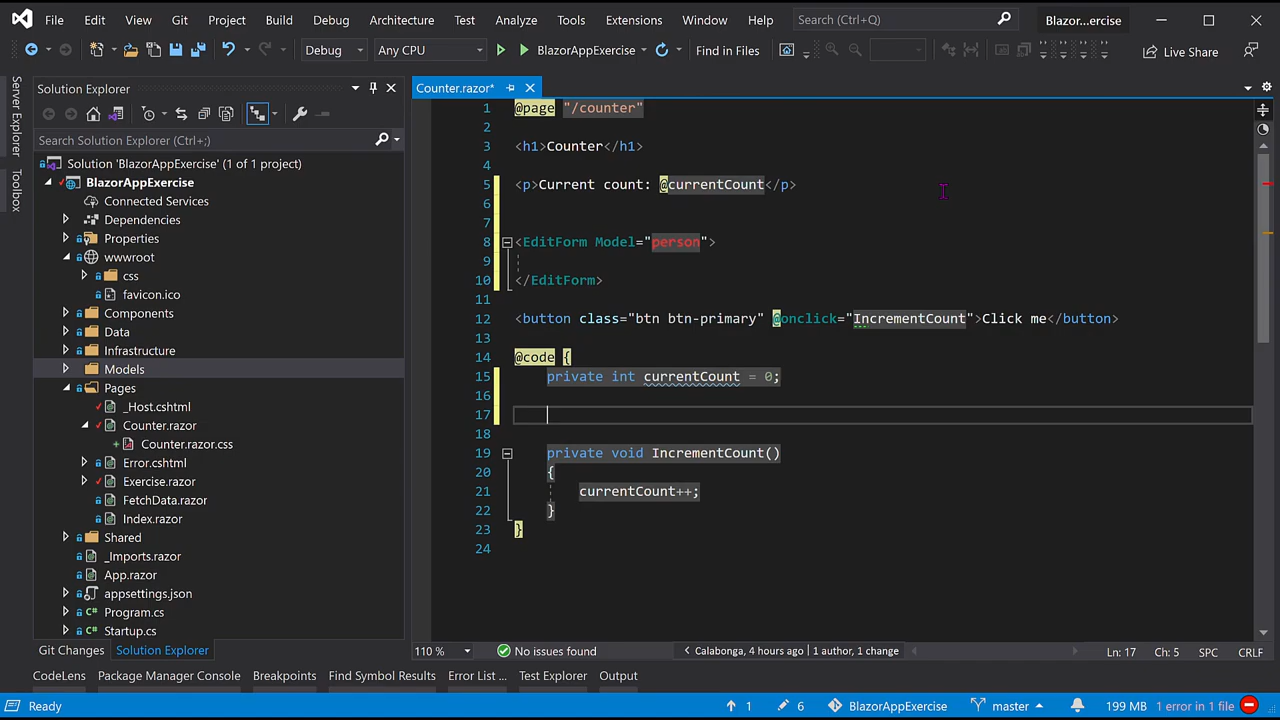 File Edit View Git Project Build Debug Architecture Test Analyze Tools Extensions Window Help Search (Ctrl+Q) Blazor...ercise
Debug Any CPU BlazorAppExercise Find in Files Live Share
Server Explorer
Toolbox
Solution Explorer
Search Solution Explorer (Ctrl+;)
Solution 'BlazorAppExercise' (1 of 1 project)
BlazorAppExercise
Connected Services
Dependencies
Properties
wwwroot
css
favicon.ico
Components
Data
Infrastructure
Models
Pages
_Host.cshtml
Counter.razor
Counter.razor.css
Error.cshtml
Exercise.razor
FetchData.razor
Index.razor
Shared
_Imports.razor
App.razor
appsettings.json
Program.cs
Startup.cs
Git Changes Solution Explorer
Counter.razor*
1 @page "/counter"
2
3 <h1>Counter</h1>
4
5 <p>Current count: @currentCount</p>
6
7
8 <EditForm Model="person">
9
10 </EditForm>
11
12 <button class="btn btn-primary" @onclick="IncrementCount">Click me</button>
13
14 @code {
15 private int currentCount = 0;
16
17
18
19 private void IncrementCount()
20 {
21 currentCount++;
22 }
23 }
24
110 % No issues found Calabonga, 4 hours ago | 1 author, 1 change Ln: 17 Ch: 5 SPC CRLF
CodeLens Package Manager Console Breakpoints Find Symbol Results Error List ... Test Explorer Output
Ready 1 6 BlazorAppExercise master 199 MB 1 error in 1 file